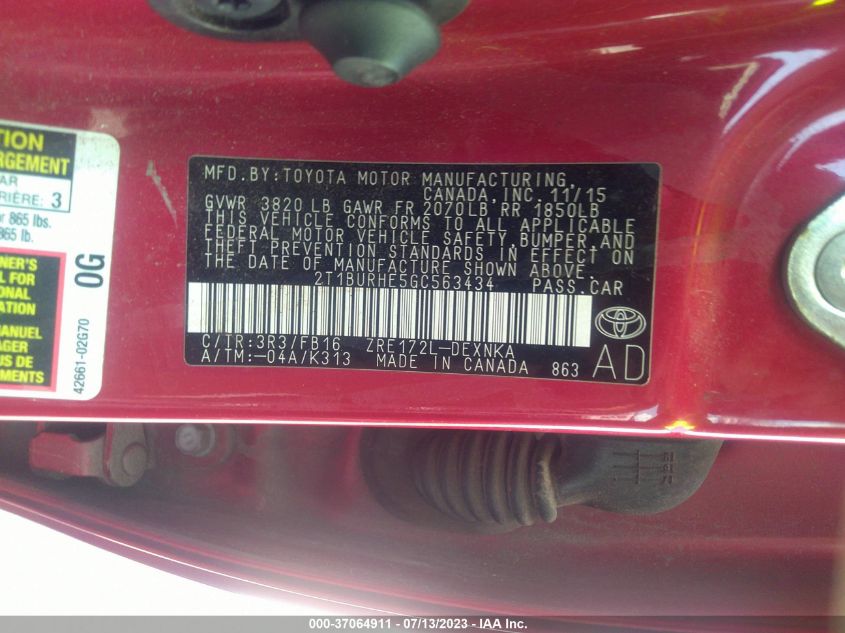 TION
RGEMENT
AR
RIÈRE: 3
or 865 lbs.
865 lb.
NER'S
L FOR
ONAL
ATION
MANUEL
AIRE
US
42661-02G70
0G
MFD.BY:TOYOTA MOTOR MANUFACTURING,
CANADA, INC. 11/15
GVWR 3820 LB GAWR FR 2020LB RR 1850LB
THIS VEHICLE CONFORMS TO ALL APPLICABLE
FEDERAL MOTOR VEHICLE SAFETY,BUMPER,AND
THEFT PREVENTION STANDARDS IN EFFECT ON
THE DATE OF MANUFACTURE SHOWN ABOVE.
2T1BURHE5GC563434 PASS.CAR
C/TR:3R3/FB16 ZRE172L-DEXNKA
A/TM:-04A/K313 MADE IN CANADA 863
AD
000-37064911 - 07/13/2023 - IAA Inc.